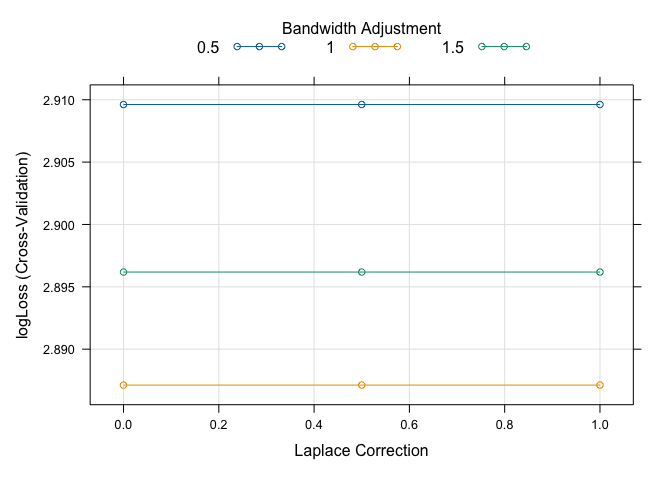 Bandwidth Adjustment
0.5 1 1.5
2.910
2.905
2.900
2.895
2.890
logLoss (Cross-Validation)
0.0 0.2 0.4 0.6 0.8 1.0
Laplace Correction